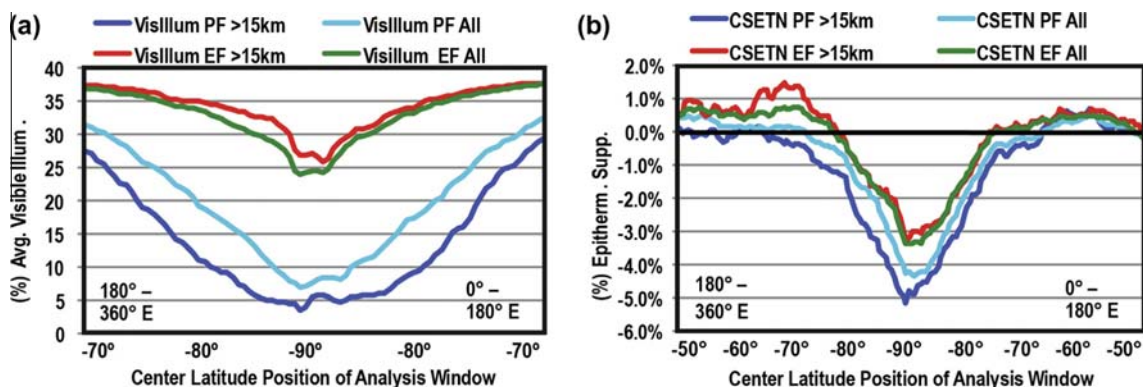 (a)
VisIllum PF >15km
VisIllum PF All
VisIllum EF >15km
VisIllum EF All
(%) Avg. Visible Illum .
40
35
30
25
20
15
10
5
0
180° –
360° E
0° –
180° E
-70°
-80°
-90°
-80°
-70°
Center Latitude Position of Analysis Window
(b)
CSETN PF >15km
CSETN PF All
CSETN EF >15km
CSETN EF All
(%) Epitherm . Supp.
2.0%
1.0%
0.0%
-1.0%
-2.0%
-3.0%
-4.0%
-5.0%
-6.0%
180° –
360° E
0° –
180° E
-50°
-60°
-70°
-80°
-90°
-80°
-70°
-60°
-50°
Center Latitude Position of Analysis Window